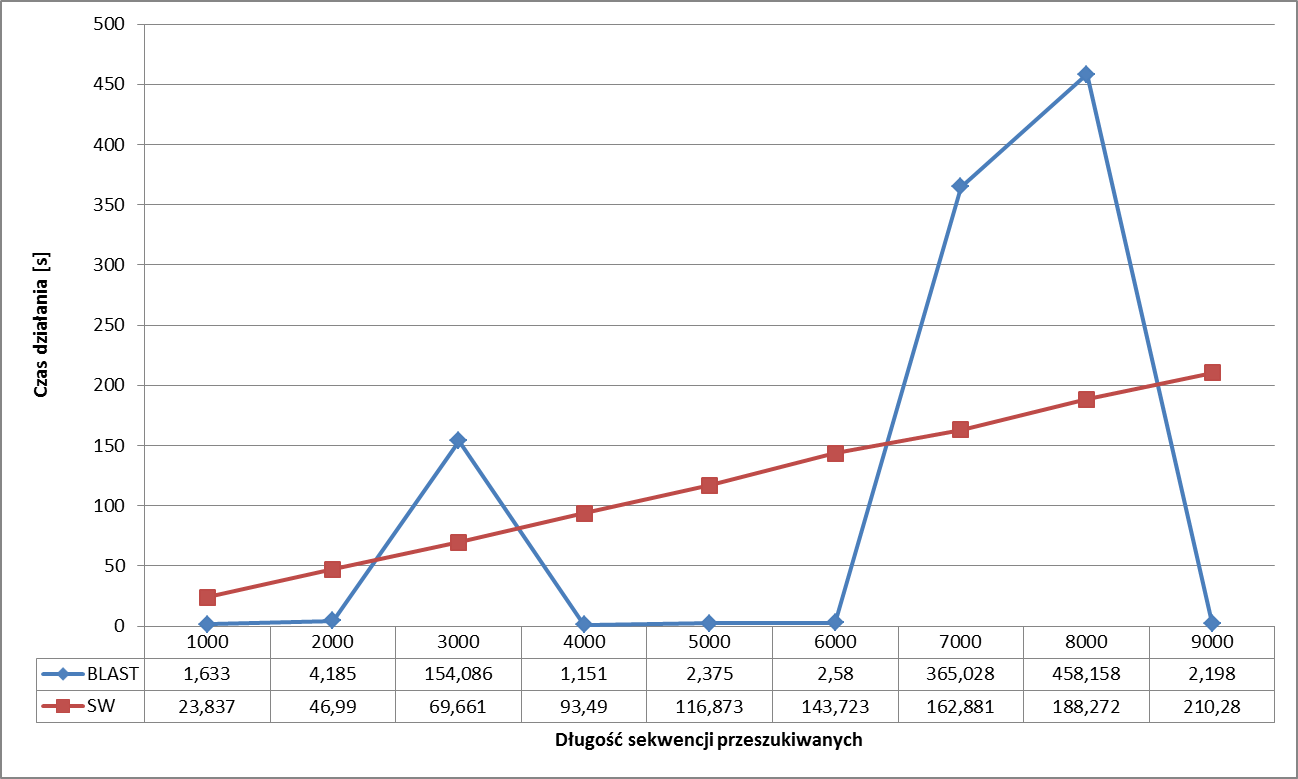 500
450
400
350
300
250
200
150
100
50
0
Czas działania [s]
1000 2000 3000 4000 5000 6000 7000 8000 9000
BLAST 1,633 4,185 154,086 1,151 2,375 2,58 365,028 458,158 2,198
SW 23,837 46,99 69,661 93,49 116,873 143,723 162,881 188,272 210,28
Długość sekwencji przeszukiwanych